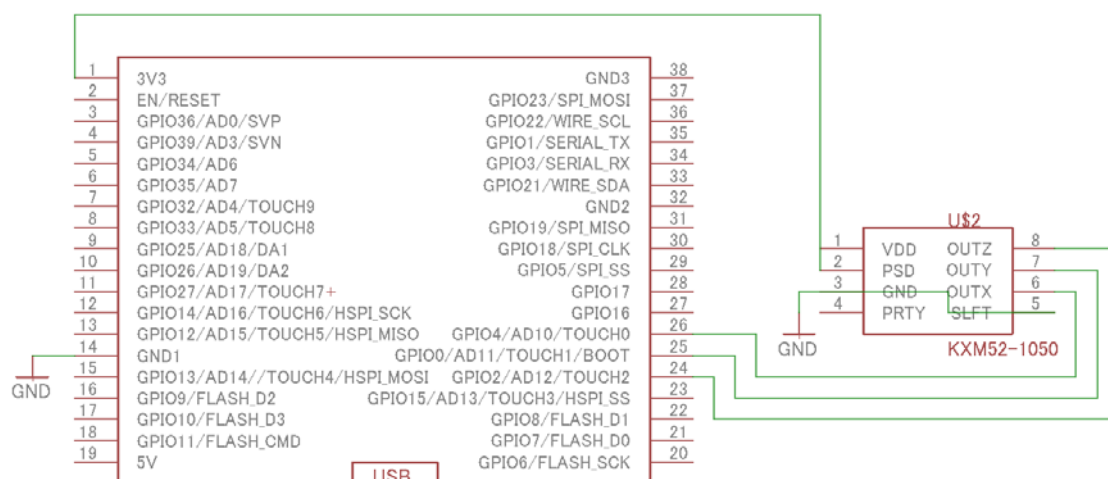 1 3V3 GND3 38
2 EN/RESET GPIO23/SPI_MOSI 37
3 GPIO36/AD0/SVP GPIO22/WIRE_SCL 36
4 GPIO39/AD3/SVN GPIO1/SERIAL_TX 35
5 GPIO34/AD6 GPIO3/SERIAL_RX 34
6 GPIO35/AD7 GPIO21/WIRE_SDA 33
7 GPIO32/AD4/TOUCH9 GND2 32
8 GPIO33/AD5/TOUCH8 GPIO19/SPI_MISO 31
9 GPIO25/AD18/DA1 GPIO18/SPI_CLK 30
10 GPIO26/AD19/DA2 GPIO5/SPI_SS 29
11 GPIO27/AD17/TOUCH7 GPIO17 28
12 GPIO14/AD16/TOUCH6/HSPI_SCK GPIO16 27
13 GPIO12/AD15/TOUCH5/HSPI_MISO GPIO4/AD10/TOUCH0 26
14 GND1 GPIO0/AD11/TOUCH1/BOOT 25
15 GPIO13/AD14//TOUCH4/HSPI_MOSI GPIO2/AD12/TOUCH2 24
16 GPIO9/FLASH_D2 GPIO15/AD13/TOUCH3/HSPI_SS 23
17 GPIO10/FLASH_D3 GPIO8/FLASH_D1 22
18 GPIO11/FLASH_CMD GPIO7/FLASH_D0 21
19 5V GPIO6/FLASH_SCK 20
USB
GND
U$2
1 VDD OUTZ 8
2 PSD OUTY 7
3 GND OUTX 6
4 PRTY SLFT 5
GND
KXM52-1050